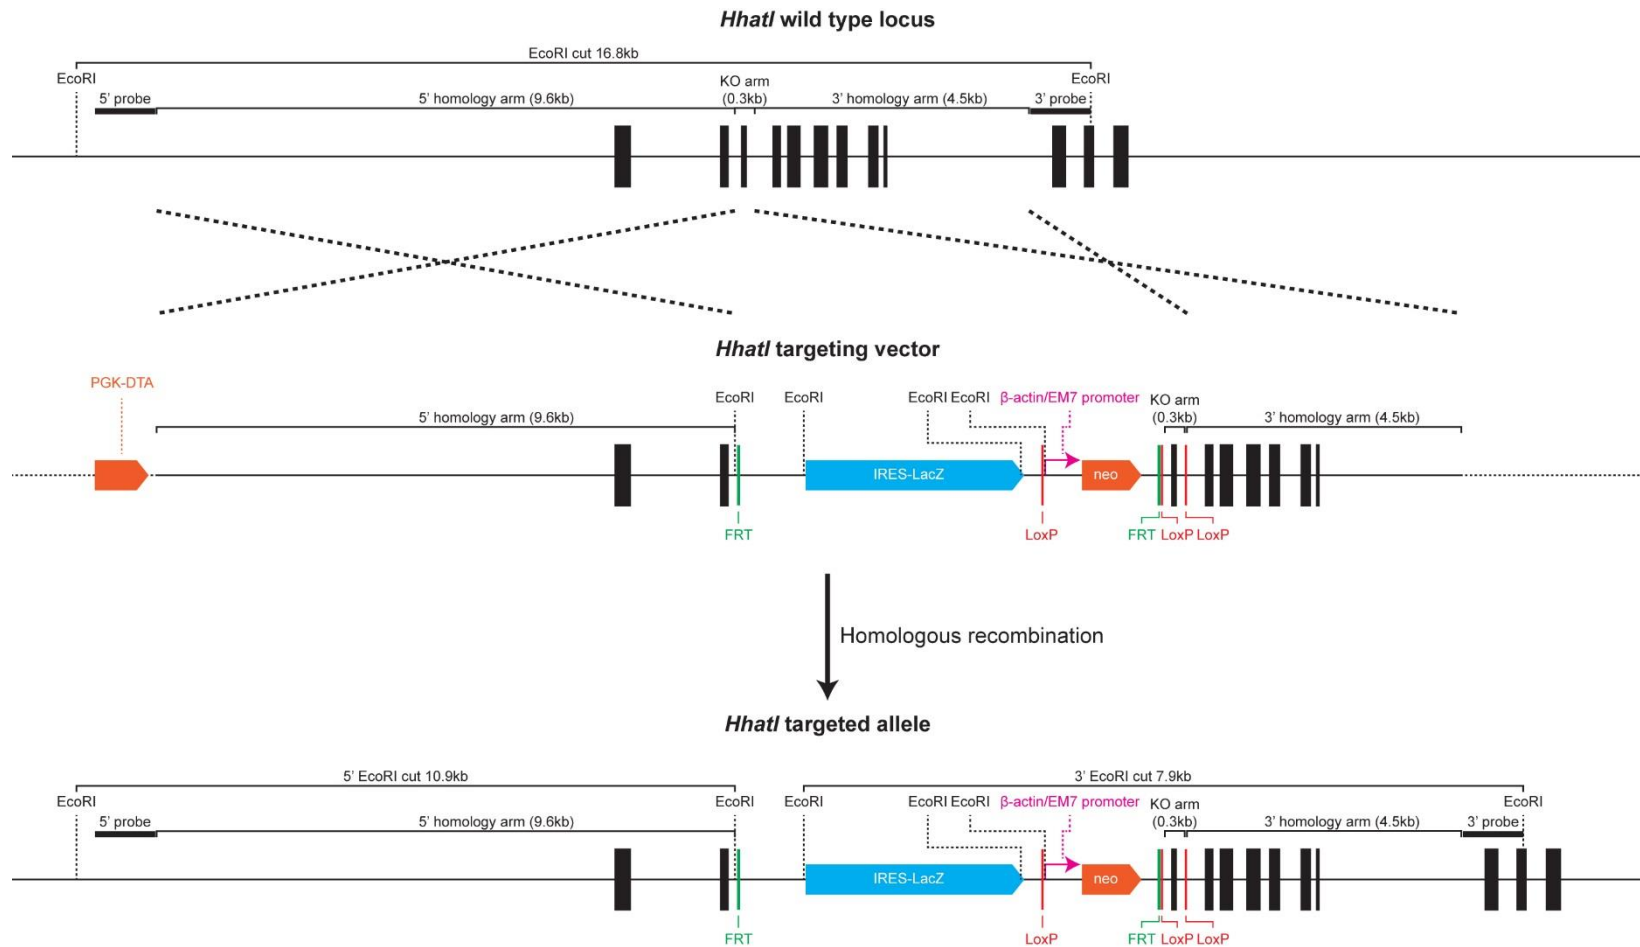 Hhatl wild type locus
EcoRI cut 16.8kb
EcoRI
KO arm
EcoRI
5' probe
5' homology arm (9.6kb)
(0.3kb)
3' homology arm (4.5kb)
3' probe
Hhatl targeting vector
PGK-DTA
EcoRI
EcoRI
EcoRI
EcoRI
β-actin/EM7 promoter
KO arm
5' homology arm (9.6kb)
(0.3kb)
3' homology arm (4.5kb)
IRES-LacZ
neo
FRT
LoxP
FRT
LoxP
LoxP
Homologous recombination
Hhatl targeted allele
5' EcoRI cut 10.9kb
3' EcoRI cut 7.9kb
EcoRI
EcoRI
EcoRI
EcoRI
EcoRI
β-actin/EM7 promoter
KO arm
EcoRI
5' probe
5' homology arm (9.6kb)
(0.3kb)
3' homology arm (4.5kb)
3' probe
IRES-LacZ
neo
FRT
LoxP
FRT
LoxP
LoxP